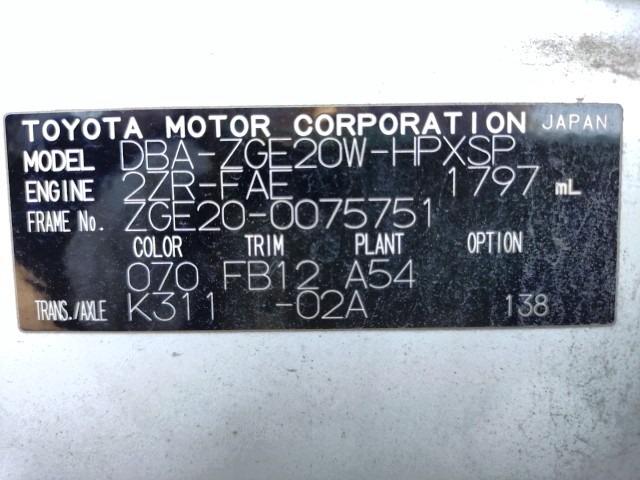 TOYOTA MOTOR CORPORATION JAPAN
MODEL DBA-ZGE20W-HPXSP
ENGINE 2ZR-FAE 1797 mL
FRAME No. ZGE20-0075751
COLOR TRIM PLANT OPTION
070 FB12 A54
TRANS./AXLE K311 -02A 138